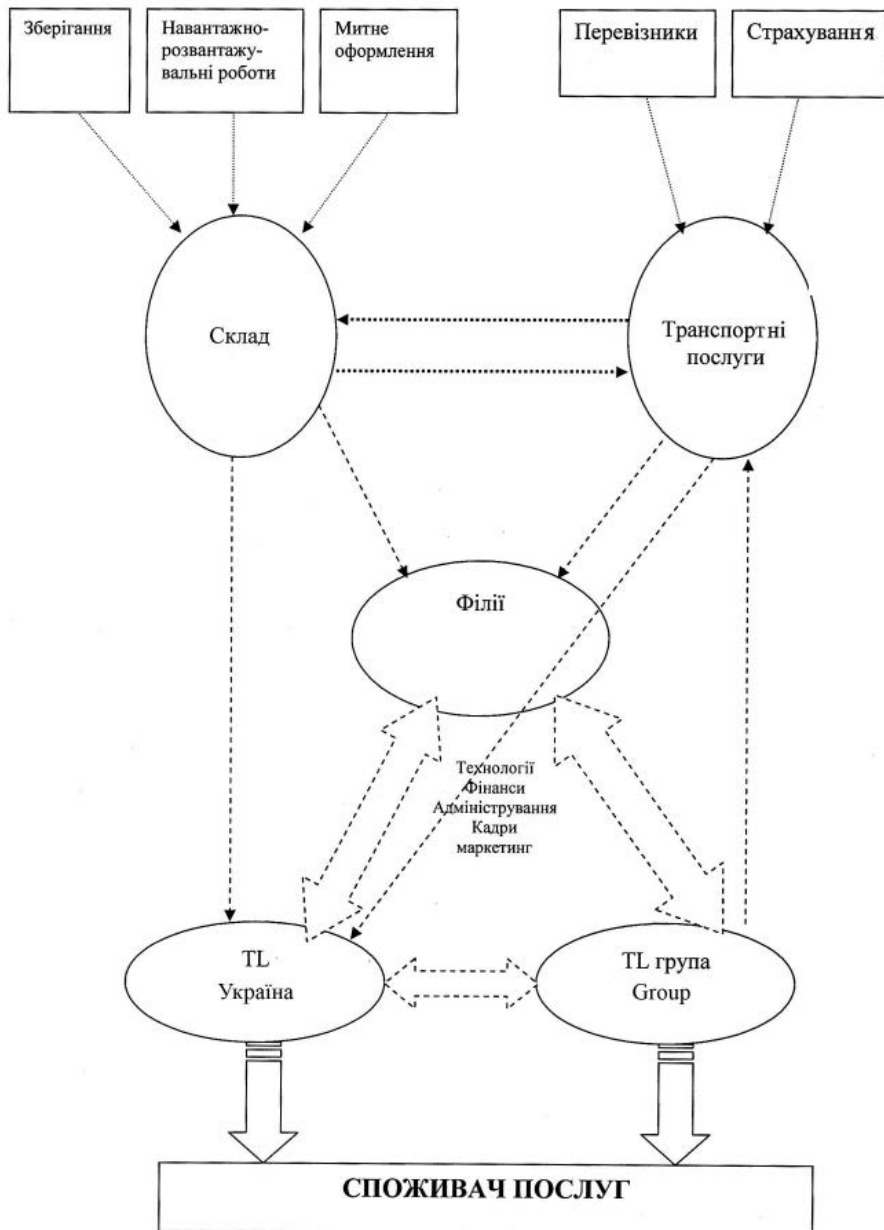 Зберігання
Навантажно-
розвантажу-
вальні роботи
Митне
оформлення
Перевізники
Страхування
Склад
Транспортні
послуги
Філії
Технології
Фінанси
Адміністрування
Кадри
маркетинг
TL
Україна
TL група
Group
СПОЖИВАЧ ПОСЛУГ